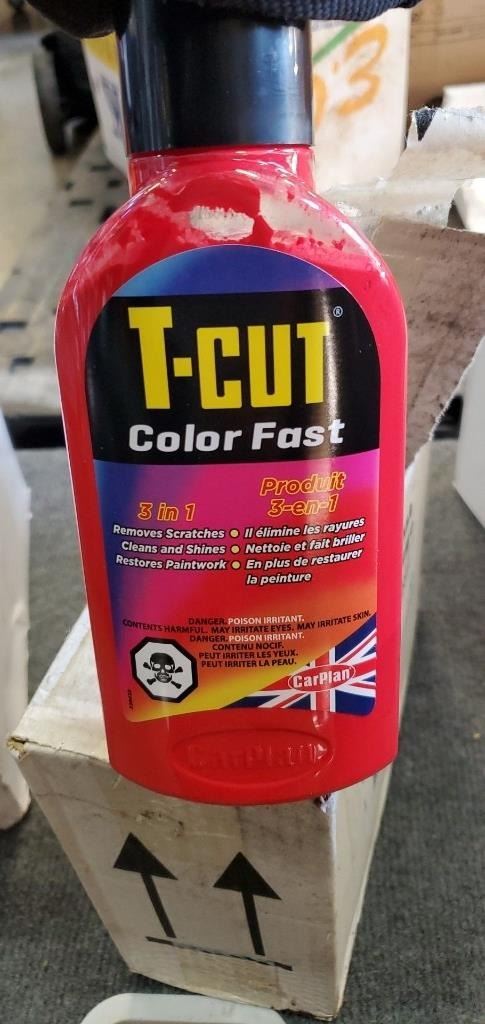 03
T-CUT®
Color Fast
3 in 1
Removes Scratches
Cleans and Shines
Restores Paintwork
Produit
3-en-1
Il élimine les rayures
Nettoie et fait briller
En plus de restaurer
la peinture
DANGER. POISON IRRITANT.
CONTENTS HARMFUL. MAY IRRITATE EYES. MAY IRRITATE SKIN.
DANGER. POISON IRRITANT.
CONTENU NOCIF.
PEUT IRRITER LES YEUX.
PEUT IRRITER LA PEAU.
CarPlan
CarPlan